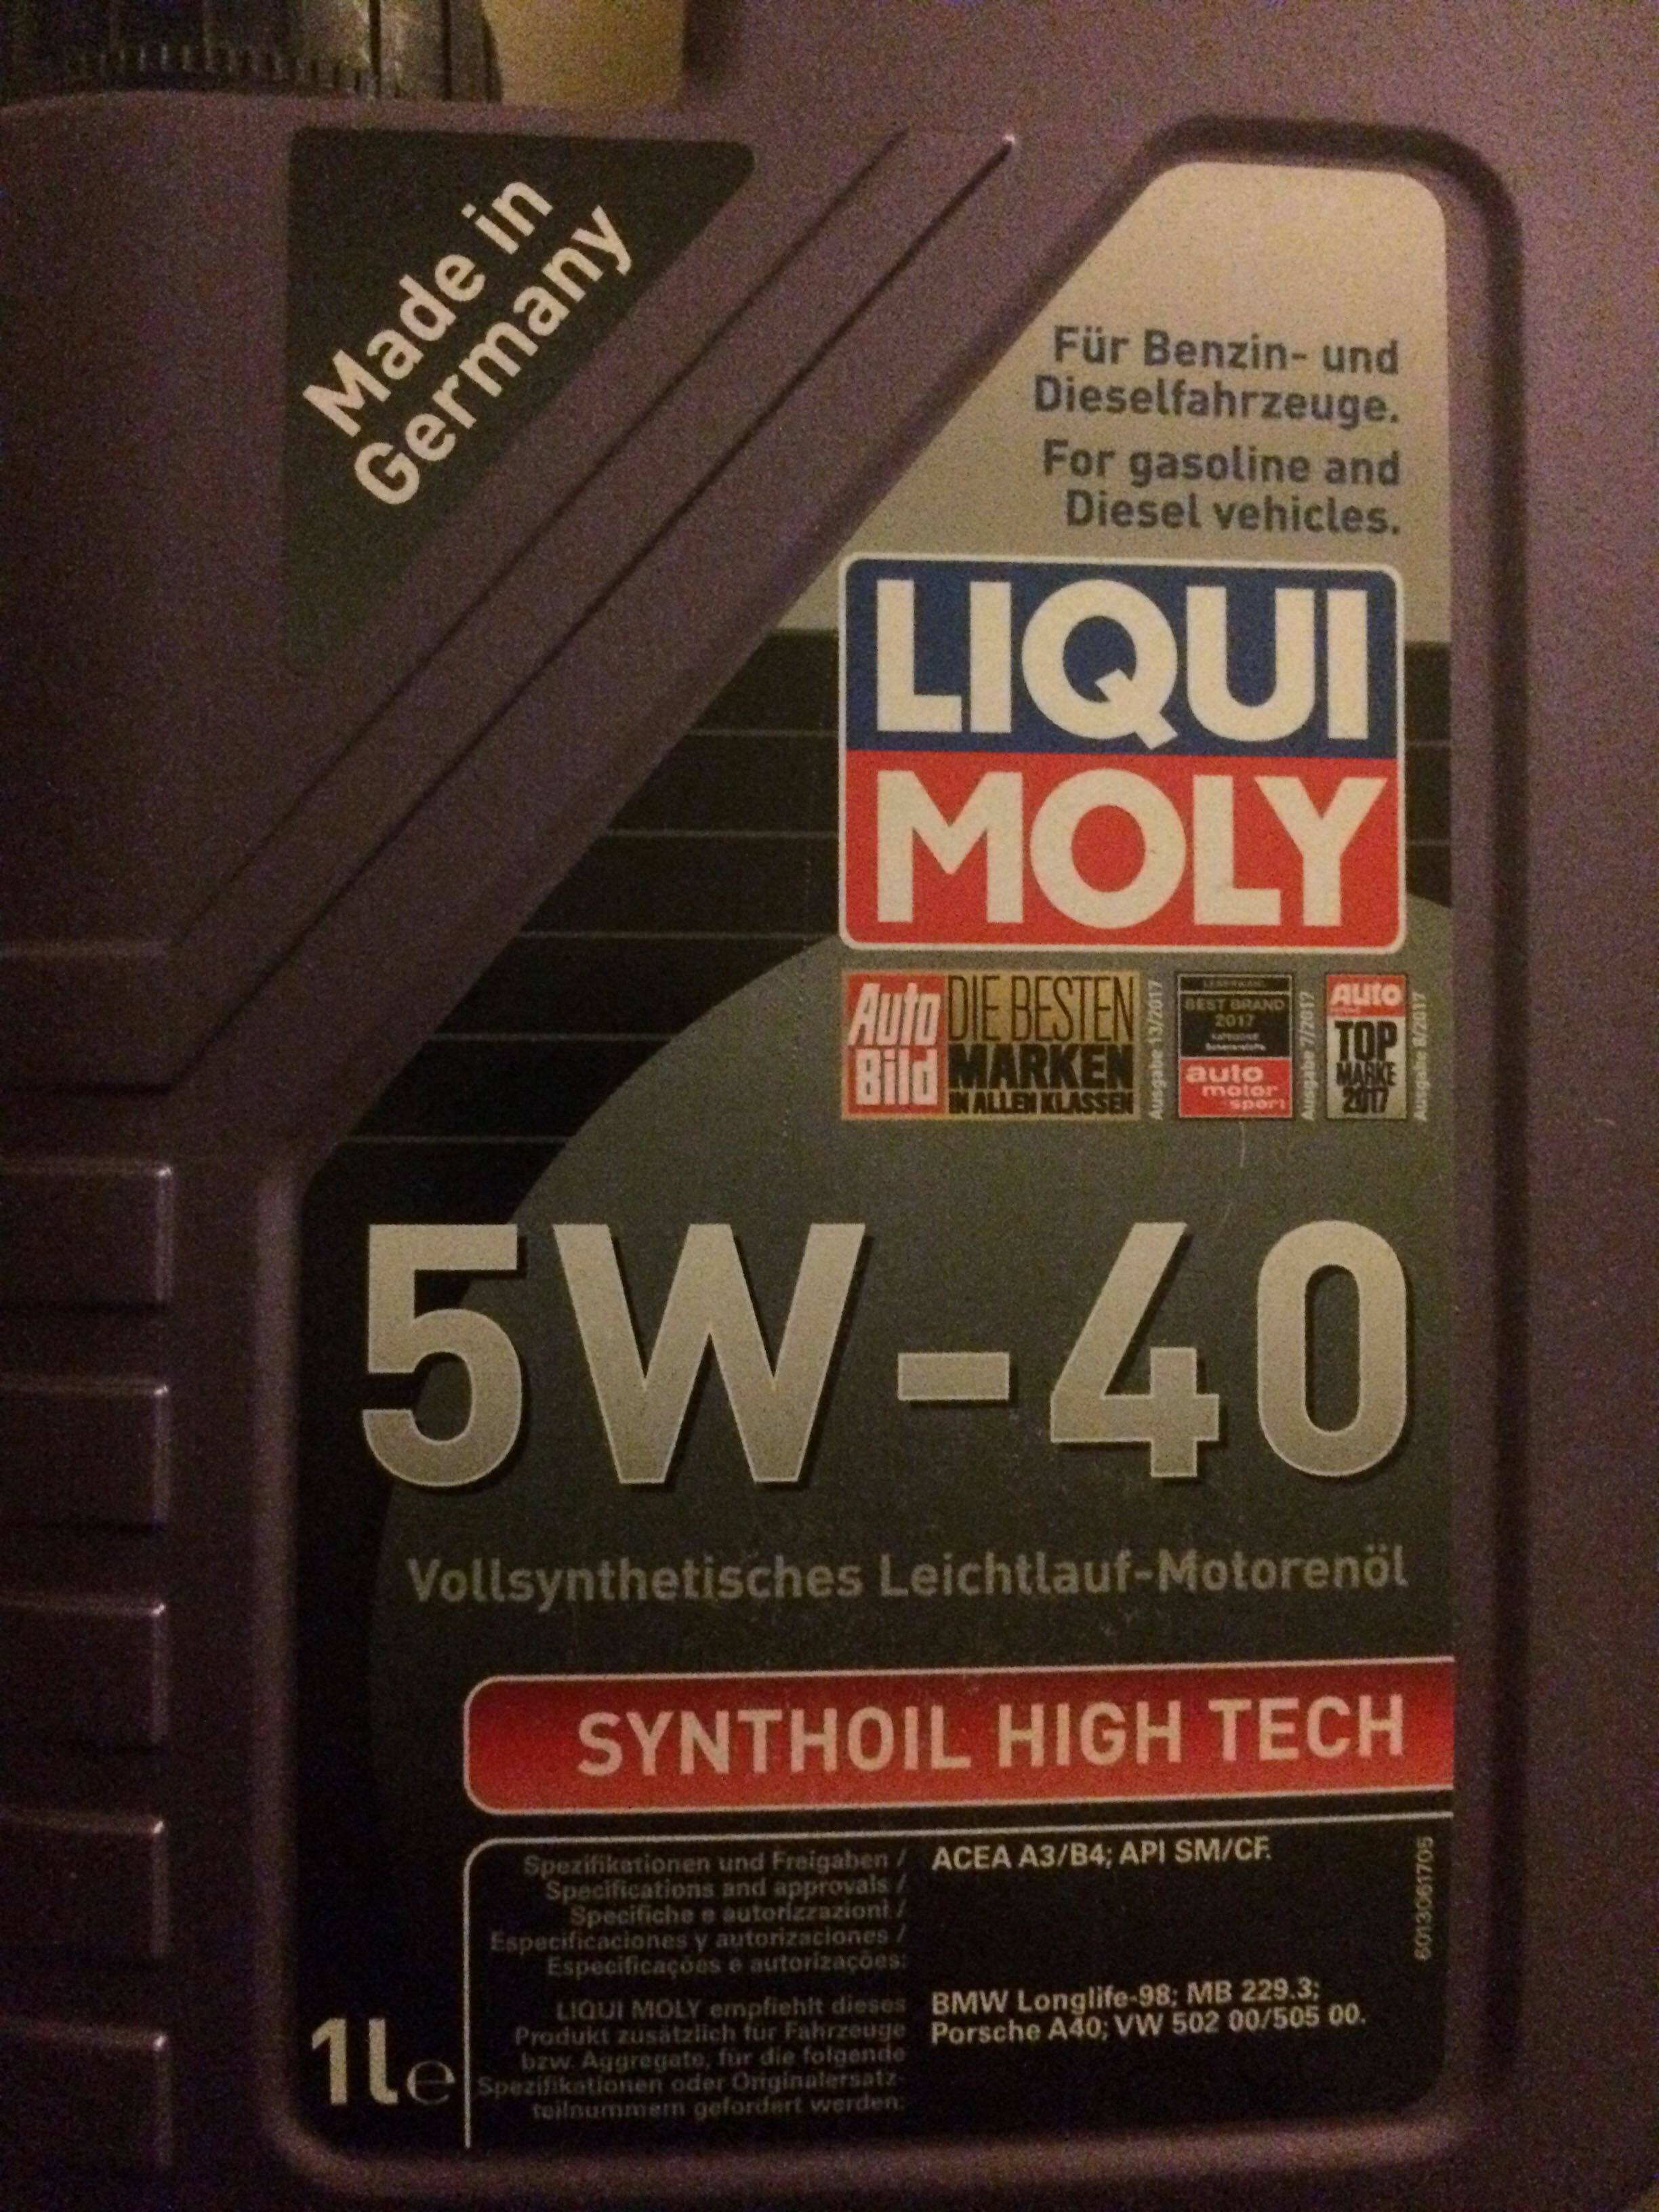 Made in
Germany
Für Benzin- und
Dieselfahrzeuge.
For gasoline and
Diesel vehicles.
LIQUI
MOLY
Auto
Bild
DIE BESTEN
MARKEN
IN ALLEN KLASSEN
Ausgabe 13/2017
LESERWAHL
BEST BRAND
2017
KATEGORIE
Schmierstoffe
auto
motor
sport
Ausgabe 7/2017
Auto
TOP
MARKE
2017
Ausgabe 8/2017
5W-40
Vollsynthetisches Leichtlauf-Motorenöl
SYNTHOIL HIGH TECH
Spezifikationen und Freigaben /
Specifications and approvals /
Specifiche e autorizzazioni /
Especificaciones y autorizaciones /
Especificações e autorizações:
ACEA A3/B4; API SM/CF.
6013061705
LIQUI MOLY empfiehlt dieses
Produkt zusätzlich für Fahrzeuge
bzw. Aggregate, für die folgende
Spezifikationen oder Originalersatz-
teilnummern gefordert werden:
BMW Longlife-98; MB 229.3;
Porsche A40; VW 502 00/505 00.
1l e